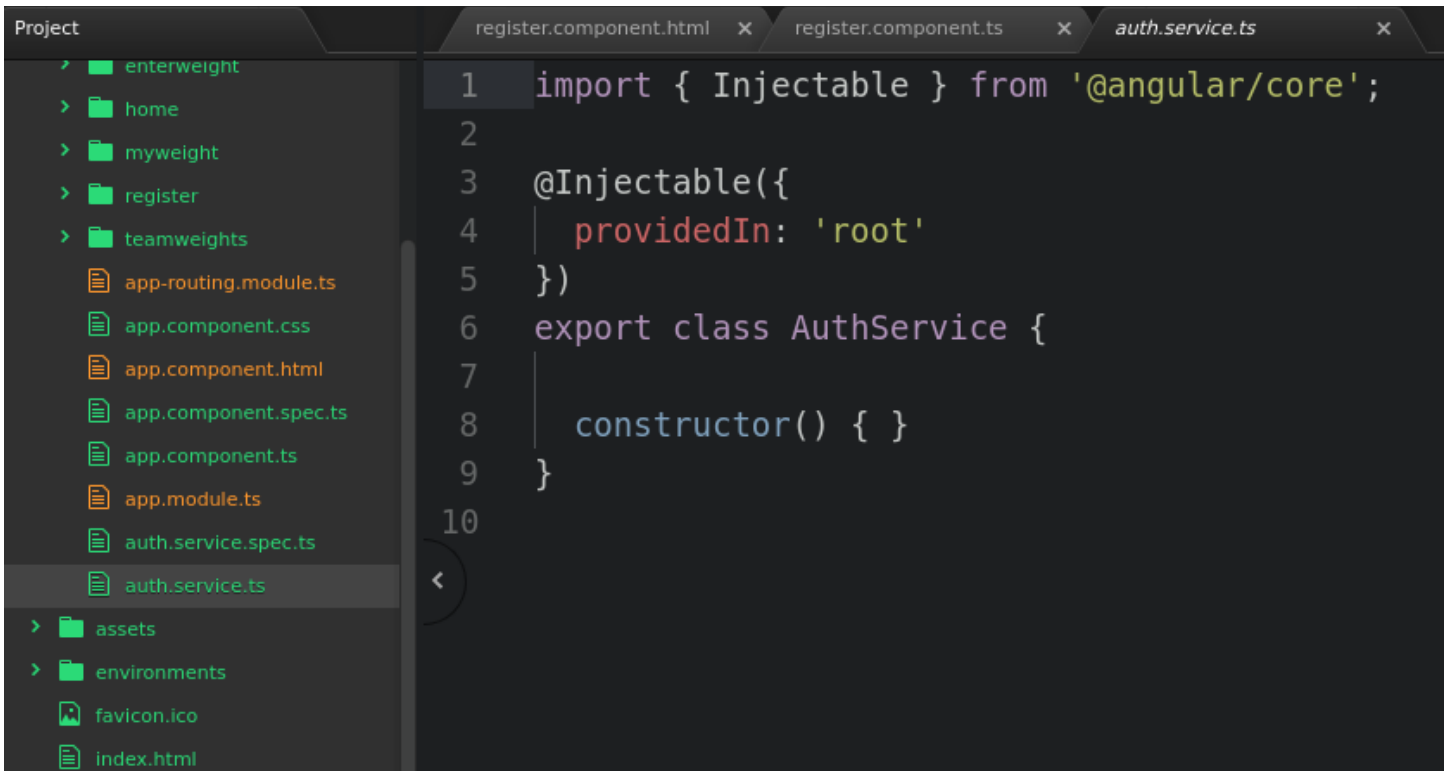 Project
enterweight
home
myweight
register
teamweights
app-routing.module.ts
app.component.css
app.component.html
app.component.spec.ts
app.component.ts
app.module.ts
auth.service.spec.ts
auth.service.ts
assets
environments
favicon.ico
index.html
register.component.html × register.component.ts × auth.service.ts ×
1 import { Injectable } from '@angular/core';
2
3 @Injectable({
4   providedIn: 'root'
5 })
6 export class AuthService {
7
8   constructor() { }
9 }
10